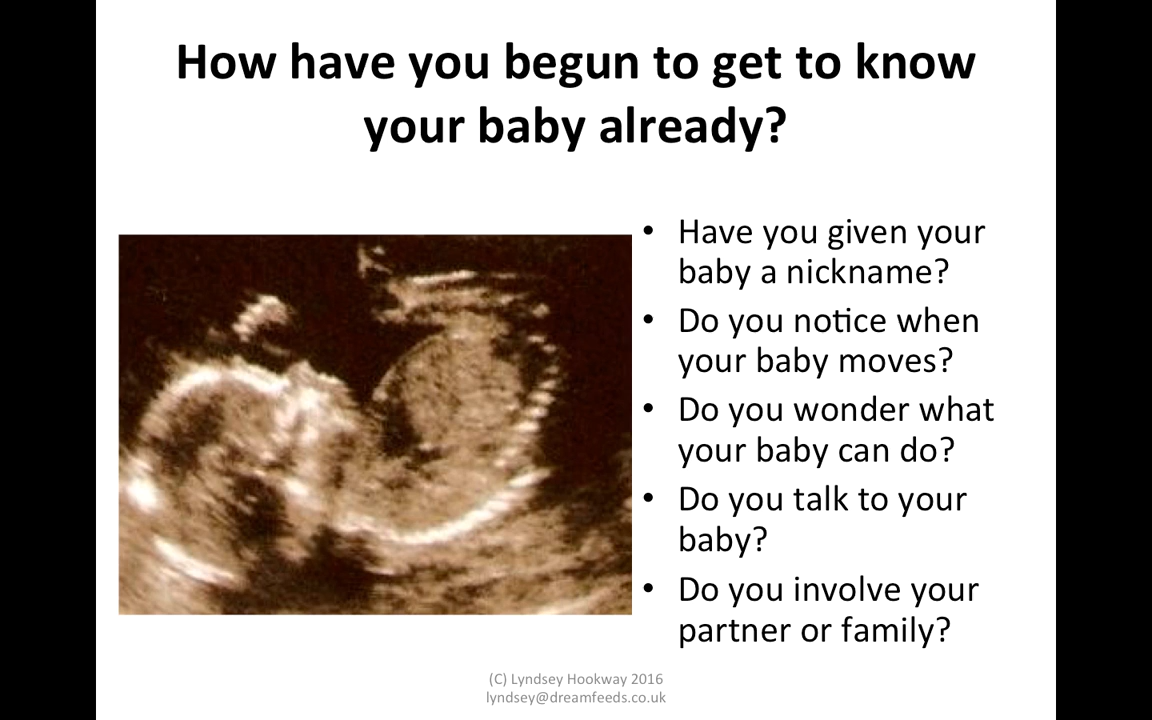 How have you begun to get to know
your baby already?
• Have you given your
baby a nickname?
• Do you notice when
your baby moves?
• Do you wonder what
your baby can do?
• Do you talk to your
baby?
• Do you involve your
partner or family?
(C) Lyndsey Hookway 2016
lyndsey@dreamfeeds.co.uk